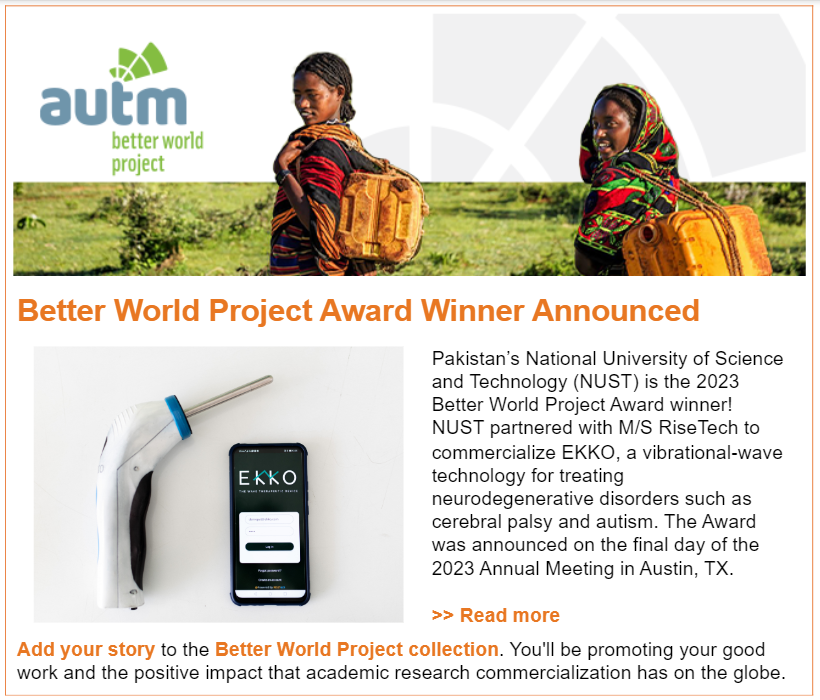 autm
better world
project
Better World Project Award Winner Announced
EKKO
Pakistan’s National University of Science
and Technology (NUST) is the 2023
Better World Project Award winner!
NUST partnered with M/S RiseTech to
commercialize EKKO, a vibrational-wave
technology for treating
neurodegenerative disorders such as
cerebral palsy and autism. The Award
was announced on the final day of the
2023 Annual Meeting in Austin, TX.
>> Read more
Add your story to the Better World Project collection. You'll be promoting your good
work and the positive impact that academic research commercialization has on the globe.